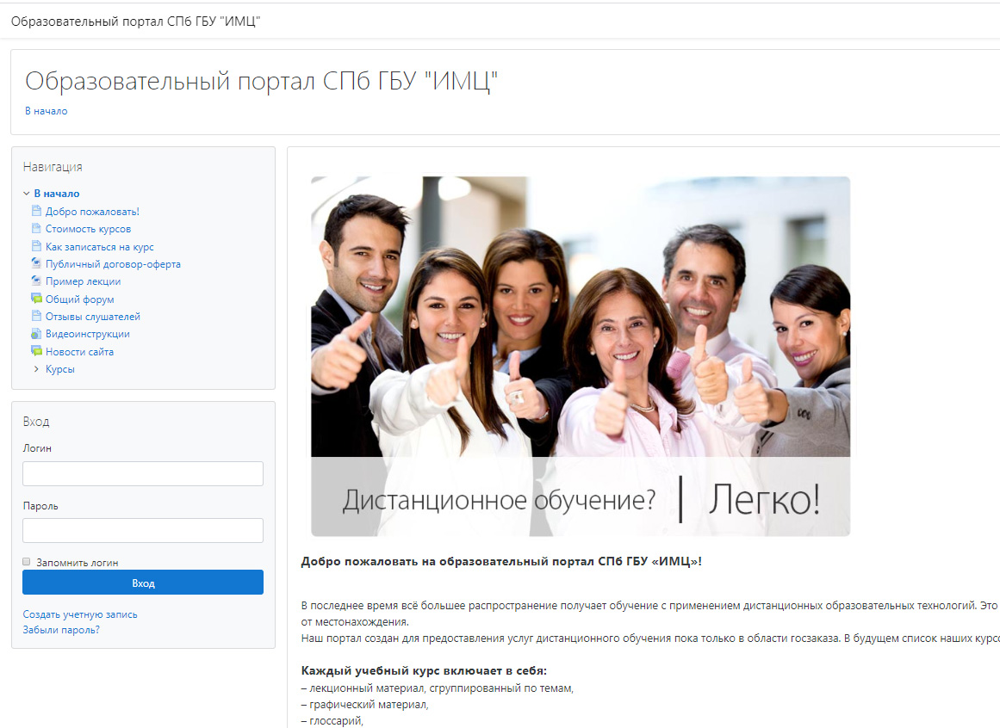 Образовательный портал СПб ГБУ "ИМЦ"
Образовательный портал СПб ГБУ "ИМЦ"
В начало
Навигация
В начало
Добро пожаловать!
Стоимость курсов
Как записаться на курс
Публичный договор-оферта
Пример лекции
Общий форум
Отзывы слушателей
Видеоинструкции
Новости сайта
Курсы
Вход
Логин
Пароль
Запомнить логин
Вход
Создать учетную запись
Забыли пароль?
Дистанционное обучение? | Легко!
Добро пожаловать на образовательный портал СПб ГБУ «ИМЦ»!
В последнее время всё большее распространение получает обучение с применением дистанционных образовательных технологий. Это
от местонахождения.
Наш портал создан для предоставления услуг дистанционного обучения пока только в области госзаказа. В будущем список наших
Каждый учебный курс включает в себя:
– лекционный материал, сгруппированный по темам,
– графический материал,
– глоссарий,